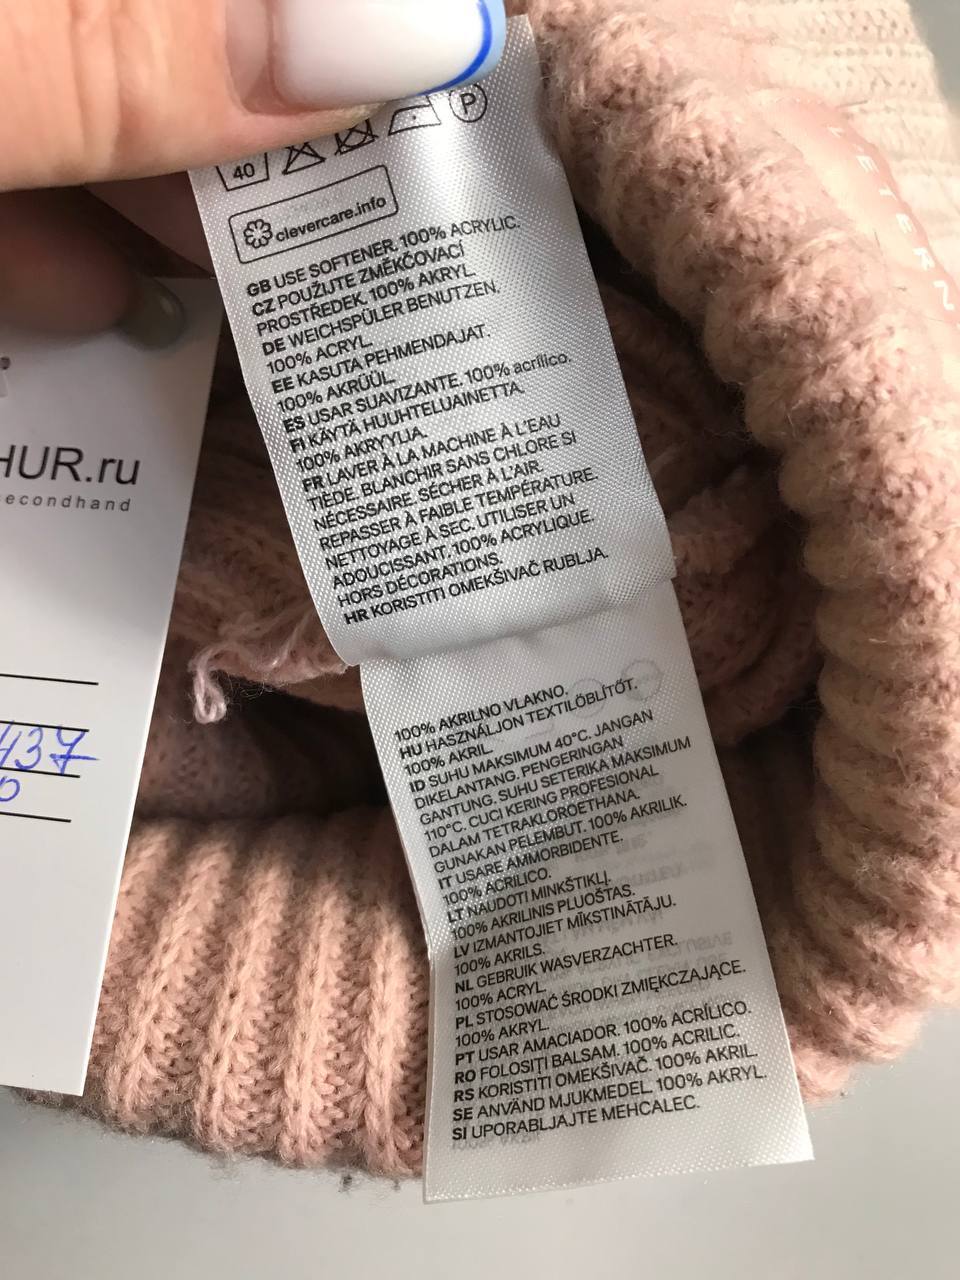 P
40
clevercare.info
GB USE SOFTENER. 100% ACRYLIC.
CZ POUŽIJTE ZMĚKČOVACÍ
PROSTŘEDEK. 100% AKRYL.
DE WEICHSPÜLER BENUTZEN.
100% ACRYL.
EE KASUTA PEHMENDAJAT.
100% AKRÜÜL.
ES USAR SUAVIZANTE. 100% acrílico.
FI KÄYTÄ HUUHTELUAINETTA.
100% AKRYYLIA.
FR LAVER À LA MACHINE À L'EAU
TIÈDE. BLANCHIR SANS CHLORE SI
NÉCESSAIRE. SÉCHER À L'AIR.
REPASSER À FAIBLE TEMPÉRATURE.
NETTOYAGE À SEC. UTILISER UN
ADOUCISSANT. 100% ACRYLIQUE.
HORS DÉCORATIONS.
HR KORISTITI OMEKŠIVAČ RUBLJA.
100% AKRILNO VLAKNO.
HU HASZNÁLJON TEXTILÖBLÍTŐT.
100% AKRIL.
ID SUHU MAKSIMUM 40°C. JANGAN
DIKELANTANG. PENGERINGAN
GANTUNG. SUHU SETERIKA MAKSIMUM
110°C. CUCI KERING PROFESIONAL
DALAM TETRAKLOROETHANA.
GUNAKAN PELEMBUT. 100% AKRILIK.
IT USARE AMMORBIDENTE.
100% ACRILICO.
LT NAUDOTI MINKŠTIKLĮ.
100% AKRILINIS PLUOŠTAS.
LV IZMANTOJIET MĪKSTINĀTĀJU.
100% AKRILS.
NL GEBRUIK WASVERZACHTER.
100% ACRYL.
PL STOSOWAĆ ŚRODKI ZMIĘKCZAJĄCE.
100% AKRYL.
PT USAR AMACIADOR. 100% ACRÍLICO.
RO FOLOSIȚI BALSAM. 100% ACRILIC.
RS KORISTITI OMEKŠIVAČ. 100% AKRIL.
SE ANVÄND MJUKMEDEL. 100% AKRYL.
SI UPORABLJAJTE MEHČALEC.
HUR.ru
econdhand
437